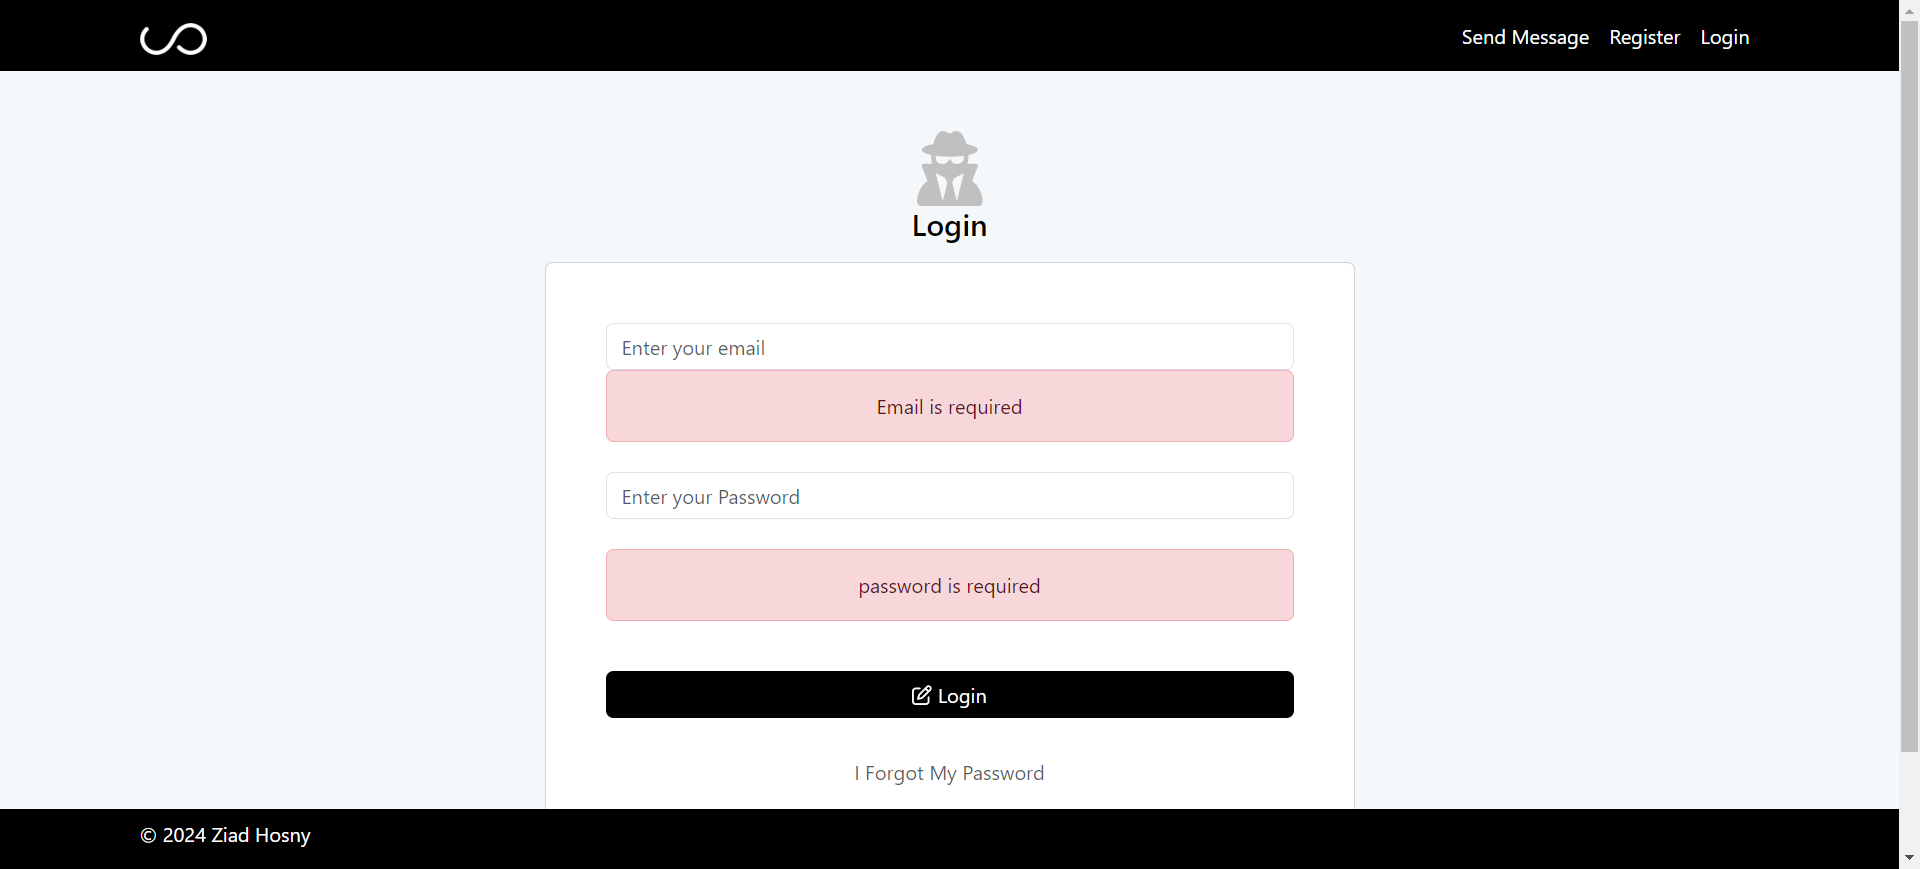 Send Message Register Login
Login
Enter your email
Email is required
Enter your Password
password is required
Login
I Forgot My Password
© 2024 Ziad Hosny